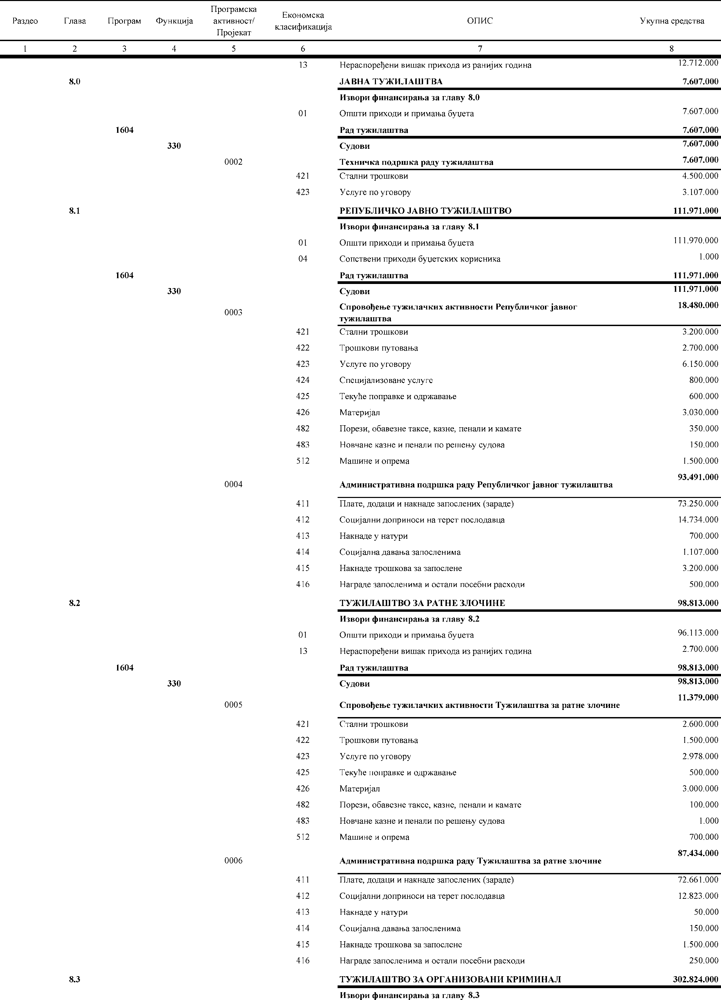 Раздео Глава Програм Функција Програмска активност/ Пројекат Економска класификација ОПИС Укупна средства
1 2 3 4 5 6 7 8
13 Нераспоређени вишак прихода из ранијих година 12.712.000
8.0 ЈАВНА ТУЖИЛАШТВА 7.607.000
Извори финансирања за главу 8.0
01 Општи приходи и примања буџета 7.607.000
1604 Рад тужилаштва 7.607.000
330 Судови 7.607.000
0002 Техничка подршка раду тужилаштва 7.607.000
421 Стални трошкови 4.500.000
423 Услуге по уговору 3.107.000
8.1 РЕПУБЛИЧКО ЈАВНО ТУЖИЛАШТВО 111.971.000
Извори финансирања за главу 8.1
01 Општи приходи и примања буџета 111.970.000
04 Сопствени приходи буџетских корисника 1.000
1604 Рад тужилаштва 111.971.000
330 Судови 111.971.000
0003 Спровођење тужилачких активности Републичког јавног 18.480.000
тужилаштва
421 Стални трошкови 3.200.000
422 Трошкови путовања 2.700.000
423 Услуге по уговору 6.150.000
424 Специјализоване услуге 800.000
425 Текуће поправке и одржавање 600.000
426 Материјал 3.030.000
482 Порези, обавезне таксе, казне, пенали и камате 350.000
483 Новчане казне и пенали по решењу судова 150.000
512 Машине и опрема 1.500.000
0004 Административна подршка раду Републичког јавног тужилаштва 93.491.000
411 Плате, додаци и накнаде запослених (зараде) 73.250.000
412 Социјални доприноси на терет послодавца 14.734.000
413 Накнаде у натури 700.000
414 Социјална давања запосленима 1.107.000
415 Накнаде трошкова за запослене 3.200.000
416 Награде запосленима и остали посебни расходи 500.000
8.2 ТУЖИЛАШТВО ЗА РАТНЕ ЗЛОЧИНЕ 98.813.000
Извори финансирања за главу 8.2
01 Општи приходи и примања буџета 96.113.000
13 Нераспоређени вишак прихода из ранијих година 2.700.000
1604 Рад тужилаштва 98.813.000
330 Судови 98.813.000
0005 Спровођење тужилачких активности Тужилаштва за ратне злочине 11.379.000
421 Стални трошкови 2.600.000
422 Трошкови путовања 1.500.000
423 Услуге по уговору 2.978.000
425 Текуће поправке и одржавање 500.000
426 Материјал 3.000.000
482 Порези, обавезне таксе, казне, пенали и камате 100.000
483 Новчане казне и пенали по решењу судова 1.000
512 Машине и опрема 700.000
0006 Административна подршка раду Тужилаштва за ратне злочине 87.434.000
411 Плате, додаци и накнаде запослених (зараде) 72.661.000
412 Социјални доприноси на терет послодавца 12.823.000
413 Накнаде у натури 50.000
414 Социјална давања запосленима 150.000
415 Накнаде трошкова за запослене 1.500.000
416 Награде запосленима и остали посебни расходи 250.000
8.3 ТУЖИЛАШТВО ЗА ОРГАНИЗОВАНИ КРИМИНАЛ 302.824.000
Извори финансирања за главу 8.3